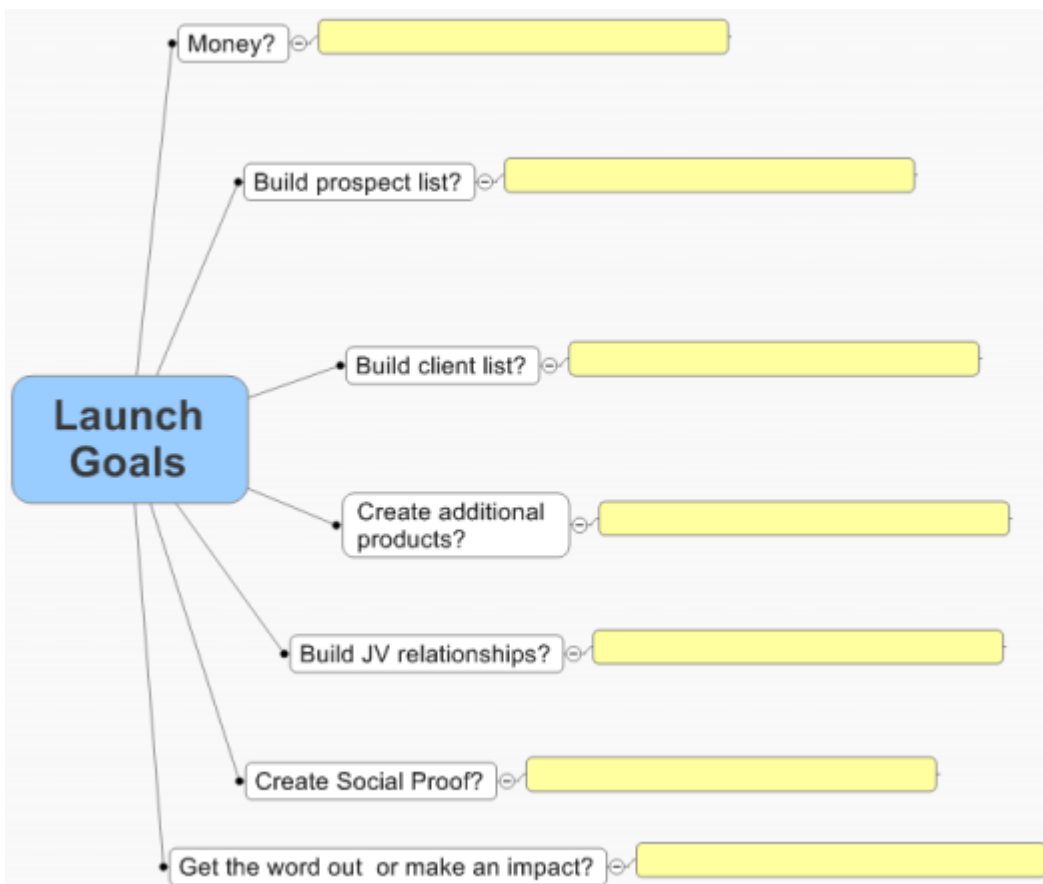 Money?
Build prospect list?
Build client list?
Launch
Goals
Create additional
products?
Build JV relationships?
Create Social Proof?
Get the word out  or make an impact?